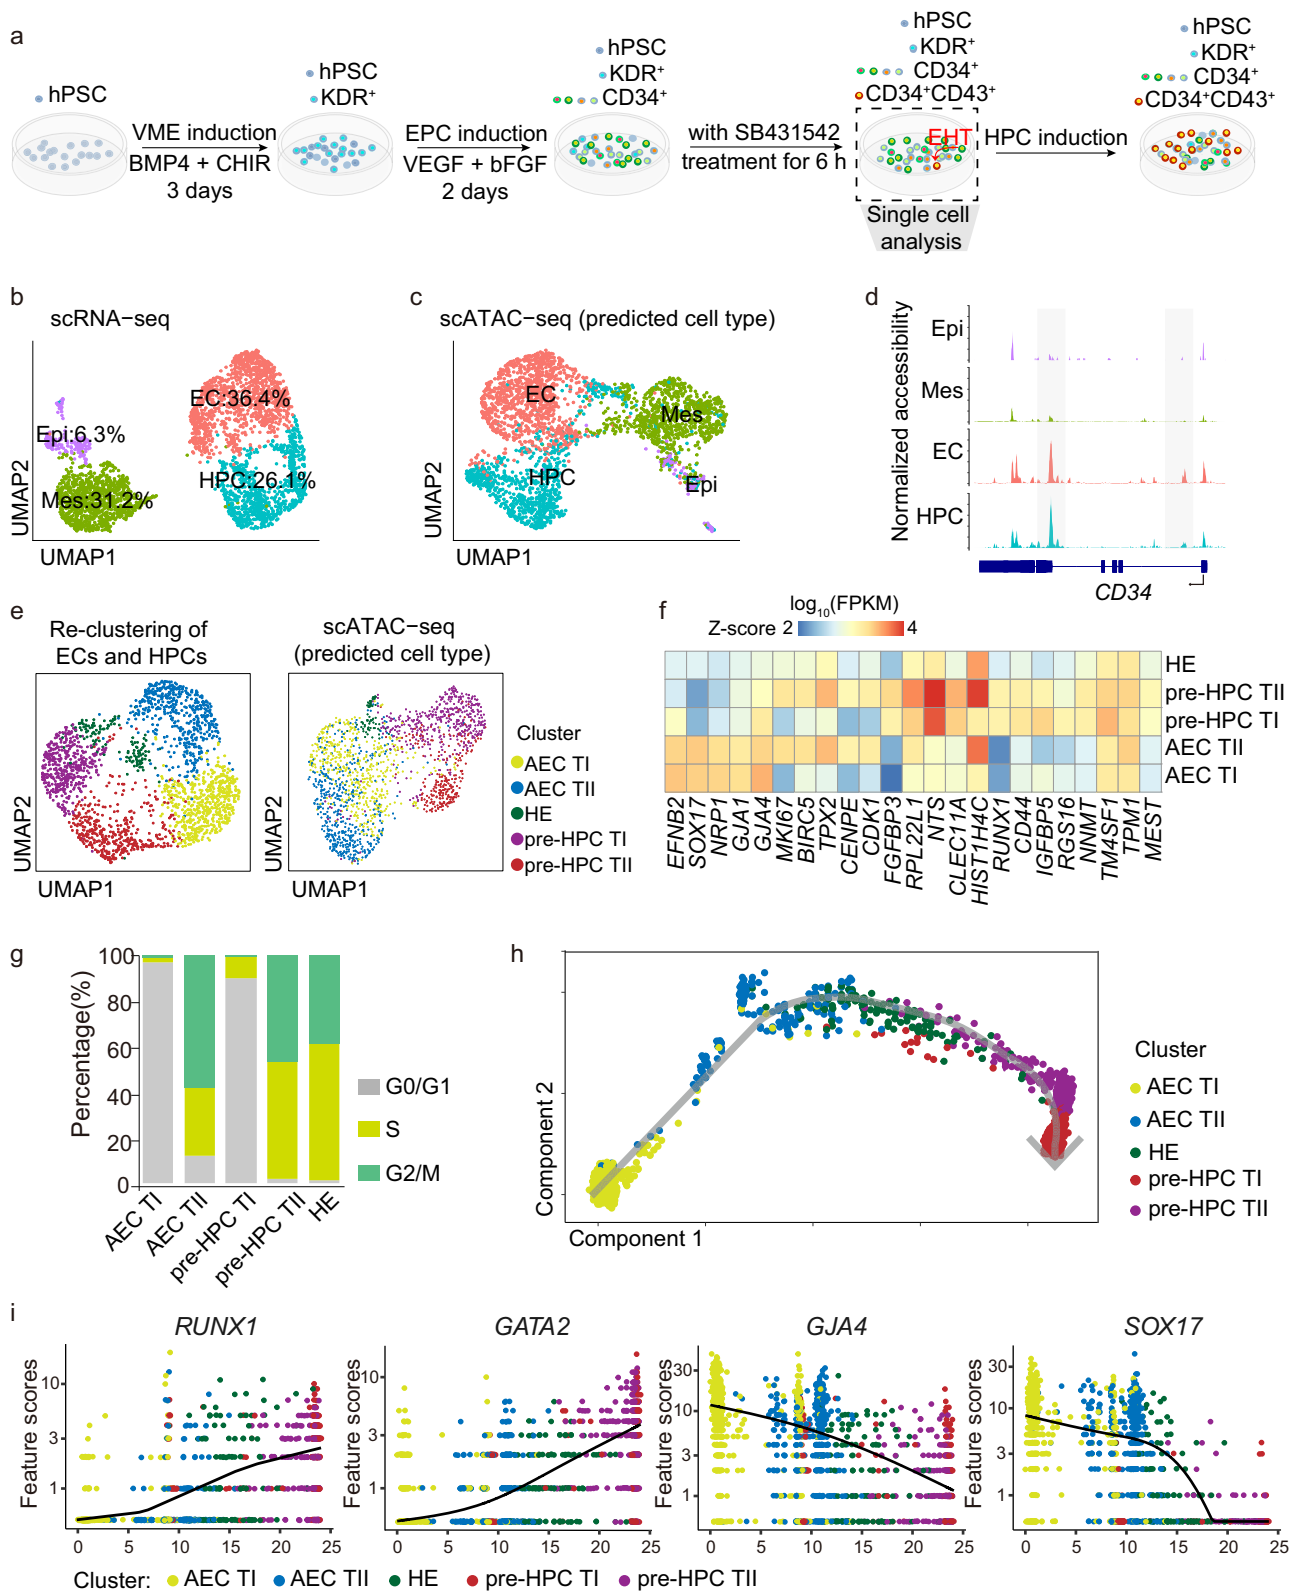 a
hPSC
hPSC
KDR⁺
hPSC
KDR⁺
CD34⁺
hPSC
KDR⁺
CD34⁺
CD34⁺CD43⁺
hPSC
KDR⁺
CD34⁺
CD34⁺CD43⁺
VME induction
BMP4 + CHIR
3 days
EPC induction
VEGF + bFGF
2 days
with SB431542
treatment for 6 h
EHT
HPC induction
Single cell
analysis
b
scRNA−seq
EC:36.4%
Epi:6.3%
HPC:26.1%
Mes:31.2%
UMAP2
UMAP1
c
scATAC−seq (predicted cell type)
EC
Mes
HPC
Epi
UMAP2
UMAP1
d
Normalized accessibility
Epi
Mes
EC
HPC
CD34
e
Re-clustering of
ECs and HPCs
UMAP2
UMAP1
scATAC−seq
(predicted cell type)
UMAP2
UMAP1
Cluster
AEC TI
AEC TII
HE
pre-HPC TI
pre-HPC TII
f
log₁₀(FPKM)
Z-score 2 4
HE
pre-HPC TII
pre-HPC TI
AEC TII
AEC TI
EFNB2
SOX17
NRP1
GJA1
GJA4
MKI67
BIRC5
TPX2
CENPE
CDK1
FGFBP3
RPL22L1
NTS
CLEC11A
HIST1H4C
RUNX1
CD44
IGFBP5
RGS16
NNMT
TM4SF1
TPM1
MEST
g
Percentage(%)
100
80
60
40
20
0
AEC TI
AEC TII
pre-HPC TI
pre-HPC TII
HE
G0/G1
S
G2/M
h
Component 2
Component 1
Cluster
AEC TI
AEC TII
HE
pre-HPC TI
pre-HPC TII
i
RUNX1
Feature scores
10
3
1
0 5 10 15 20 25
GATA2
Feature scores
10
3
1
0 5 10 15 20 25
GJA4
Feature scores
30
10
3
1
0 5 10 15 20 25
SOX17
Feature scores
30
10
3
1
0 5 10 15 20 25
Cluster: AEC TI AEC TII HE pre-HPC TI pre-HPC TII